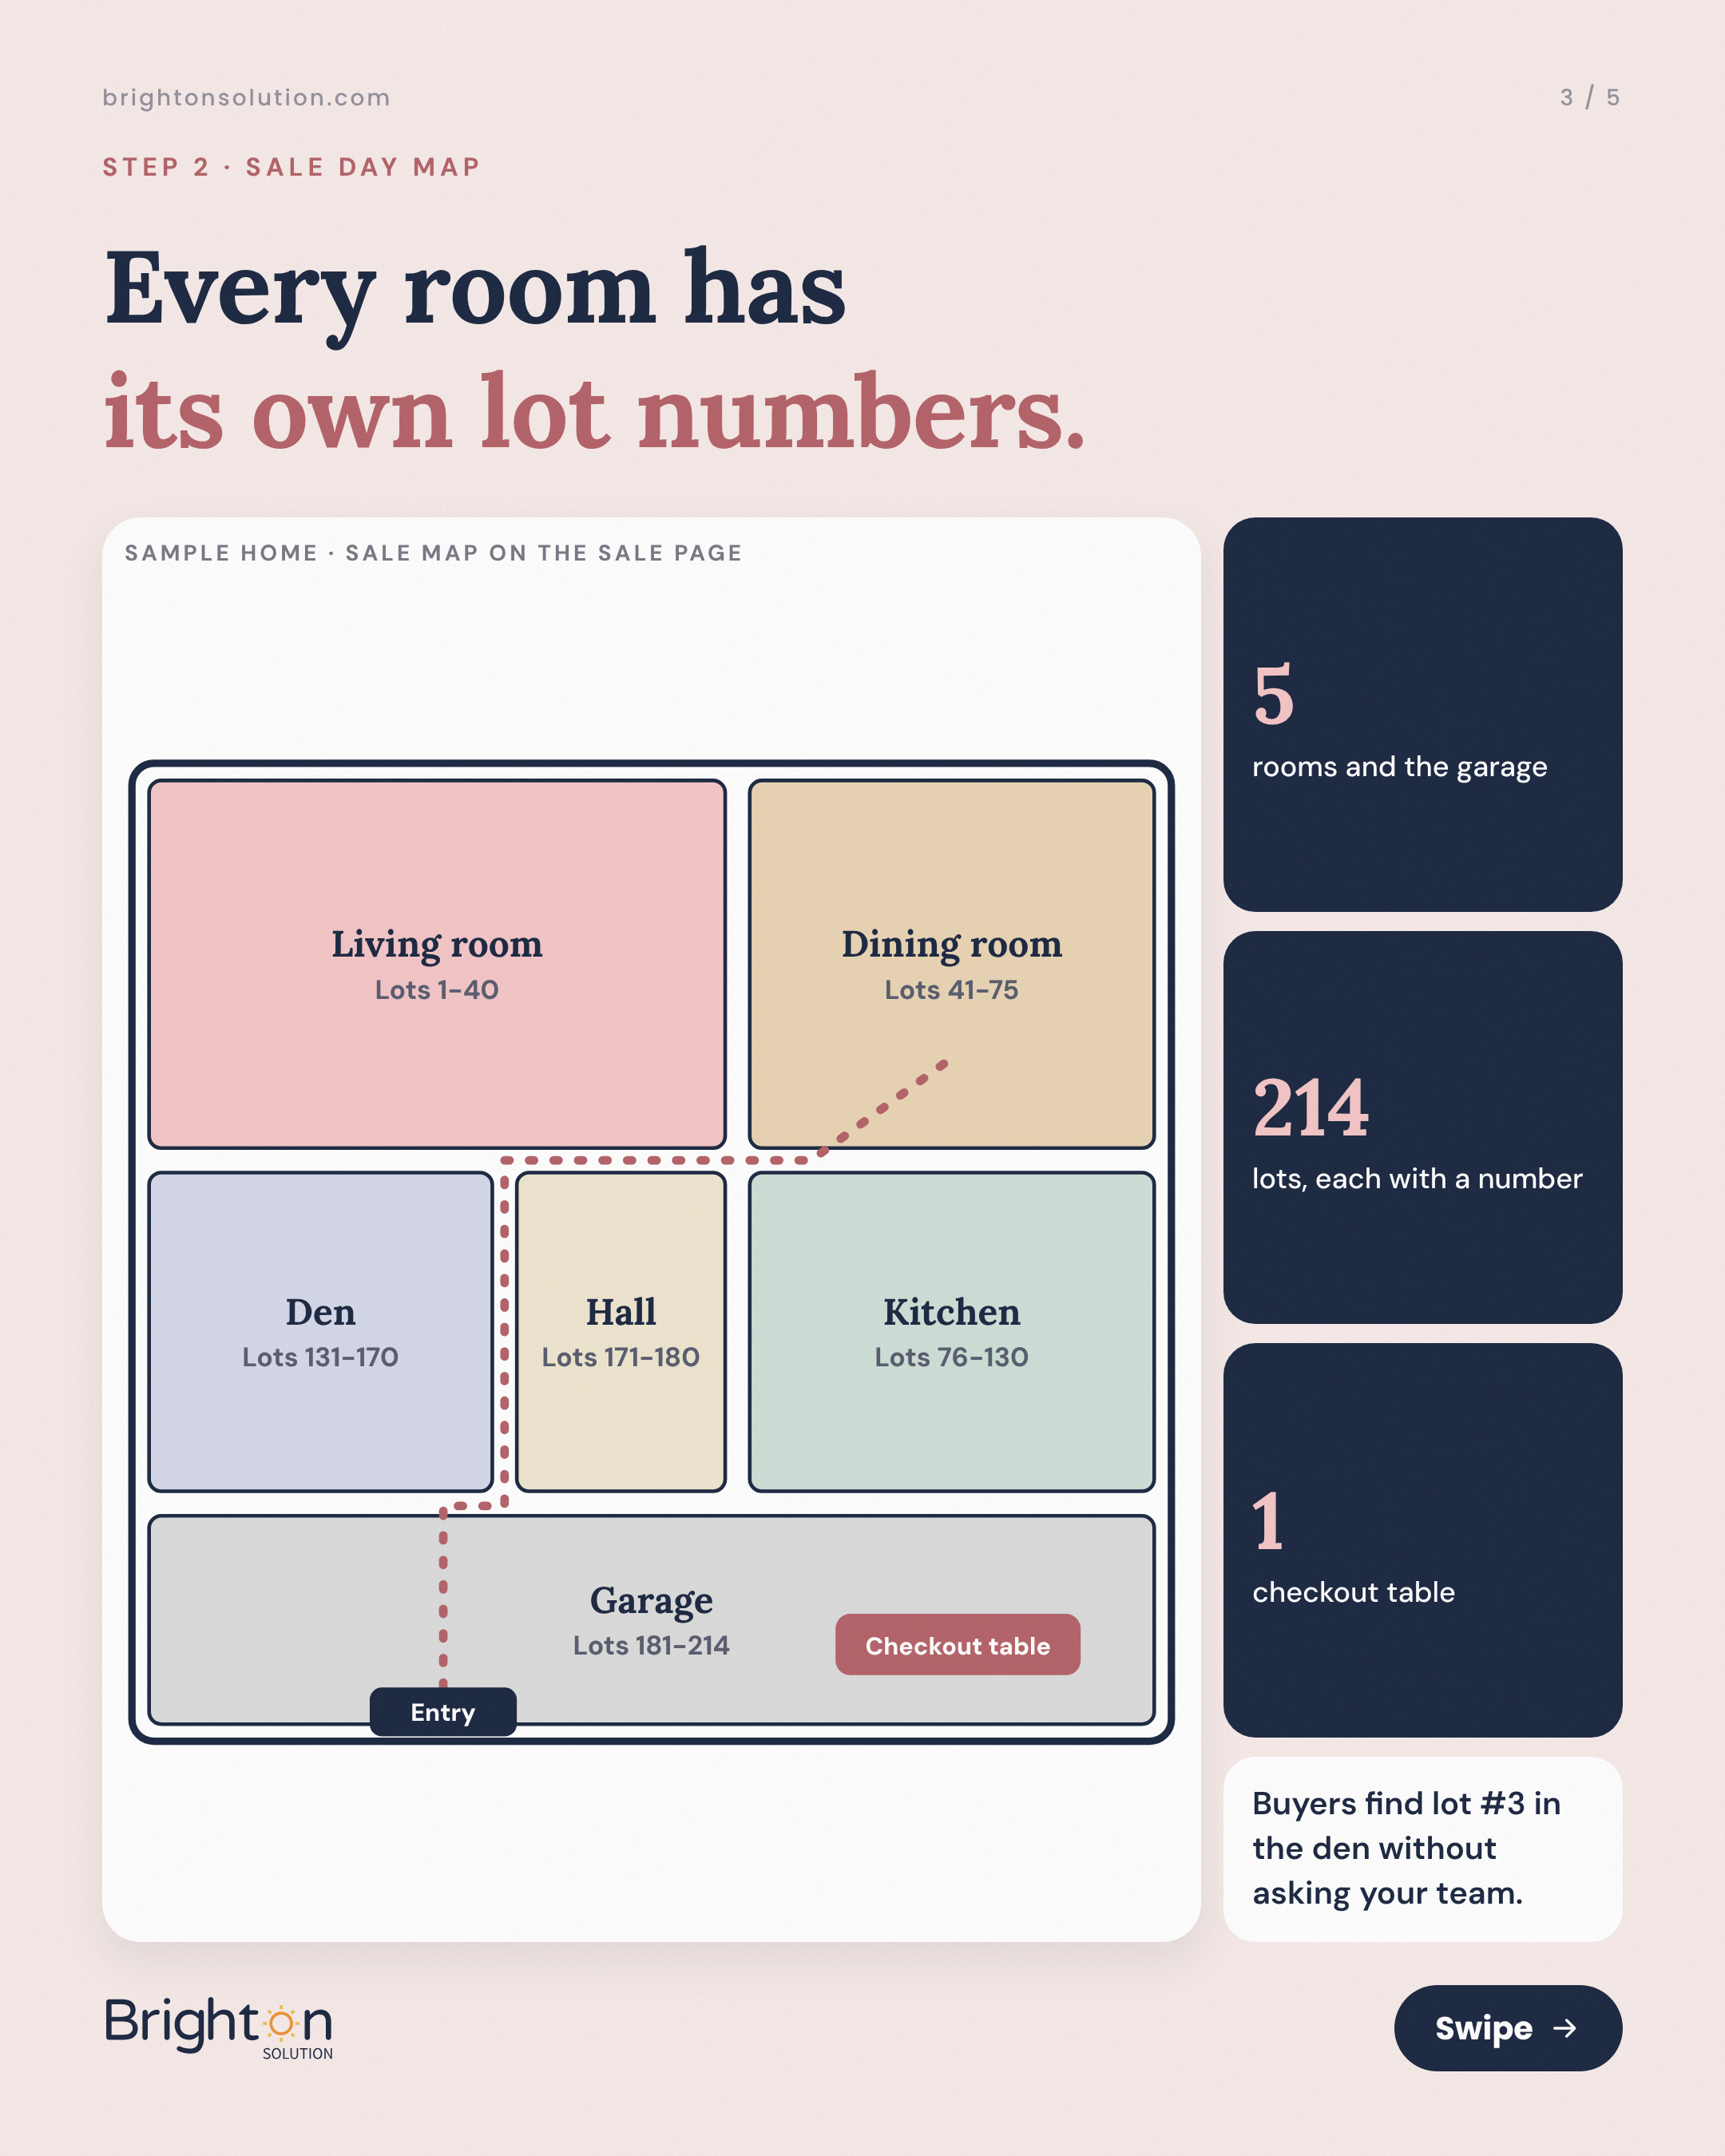 brightonsolution.com
3 / 5
STEP 2 · SALE DAY MAP
Every room has
its own lot numbers.
SAMPLE HOME · SALE MAP ON THE SALE PAGE
Living room
Lots 1–40
Dining room
Lots 41–75
Den
Lots 131–170
Hall
Lots 171–180
Kitchen
Lots 76–130
Garage
Lots 181–214
Checkout table
Entry
5
rooms and the garage
214
lots, each with a number
1
checkout table
Buyers find lot #3 in
the den without
asking your team.
Brighton
SOLUTION
Swipe →